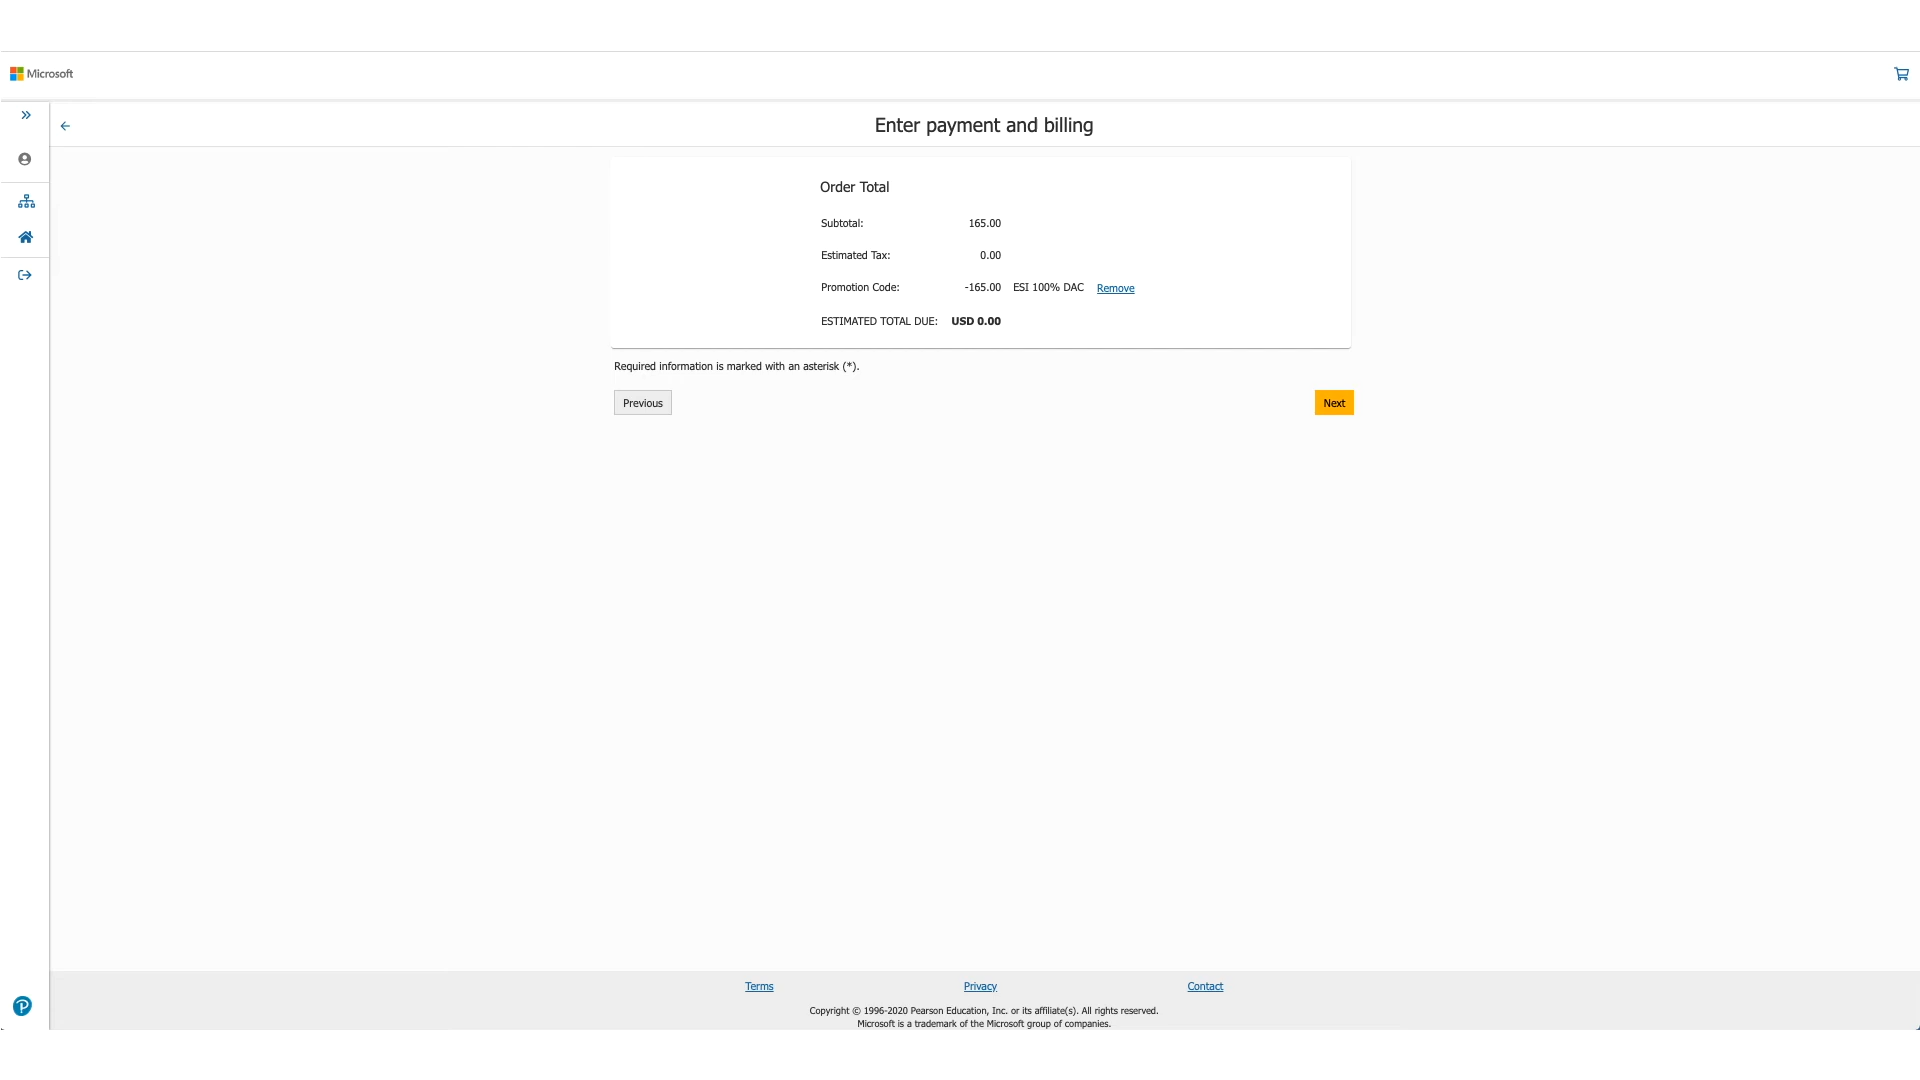 Microsoft
Enter payment and billing
Order Total
Subtotal: 165.00
Estimated Tax: 0.00
Promotion Code: -165.00 ESI 100% DAC Remove
ESTIMATED TOTAL DUE: USD 0.00
Required information is marked with an asterisk (*).
Previous Next
Terms Privacy Contact
Copyright © 1996-2020 Pearson Education, Inc. or its affiliate(s). All rights reserved.
Microsoft is a trademark of the Microsoft group of companies.